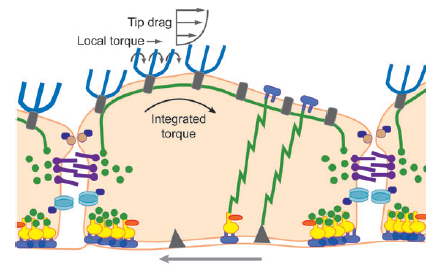 Tip drag
Local torque
Integrated
torque